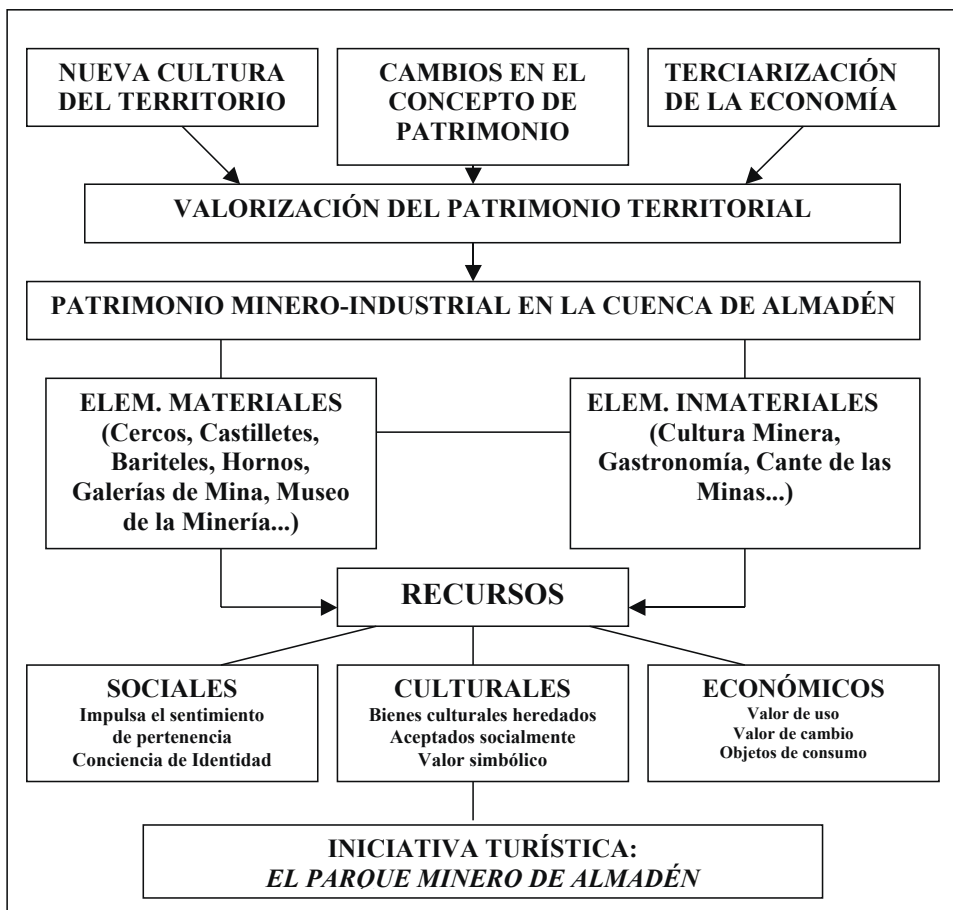 NUEVA CULTURA
DEL TERRITORIO
CAMBIOS EN EL
CONCEPTO DE
PATRIMONIO
TERCIARIZACIÓN
DE LA ECONOMÍA
VALORIZACIÓN DEL PATRIMONIO TERRITORIAL
PATRIMONIO MINERO-INDUSTRIAL EN LA CUENCA DE ALMADÉN
ELEM. MATERIALES
(Cercos, Castilletes,
Bariteles, Hornos,
Galerías de Mina, Museo
de la Minería...)
ELEM. INMATERIALES
(Cultura Minera,
Gastronomía, Cante de las
Minas...)
RECURSOS
SOCIALES
Impulsa el sentimiento
de pertenencia
Conciencia de Identidad
CULTURALES
Bienes culturales heredados
Aceptados socialmente
Valor simbólico
ECONÓMICOS
Valor de uso
Valor de cambio
Objetos de consumo
INICIATIVA TURÍSTICA:
EL PARQUE MINERO DE ALMADÉN